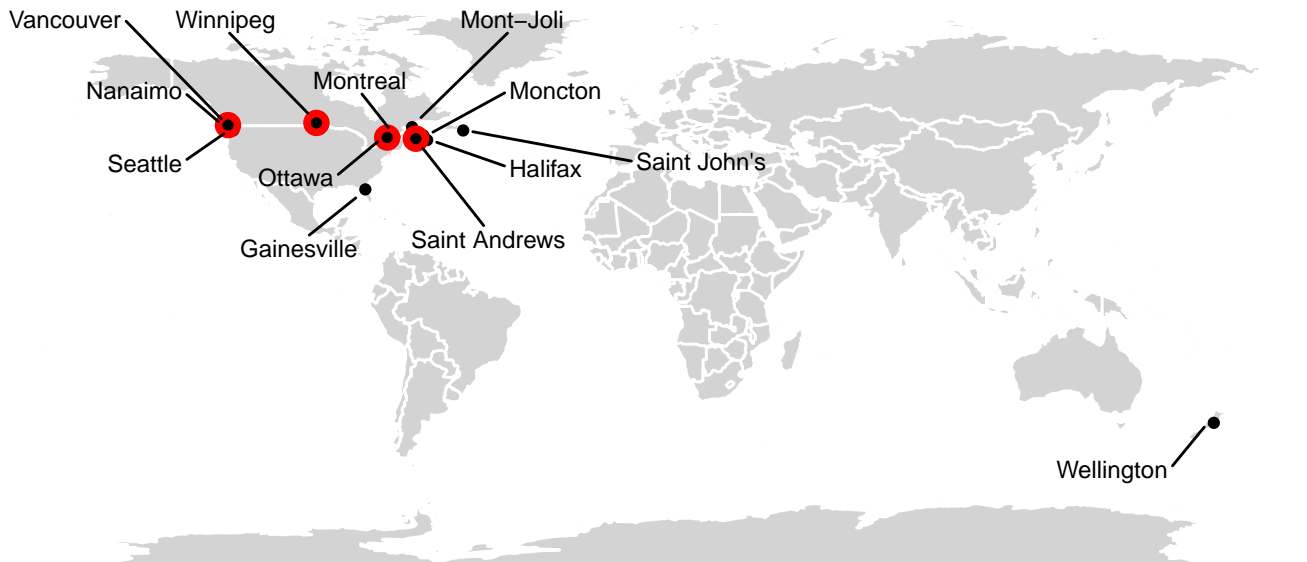 Vancouver
Winnipeg
Mont−Joli
Nanaimo
Montreal
Moncton
Seattle
Ottawa
Halifax
Saint John's
Gainesville
Saint Andrews
Wellington